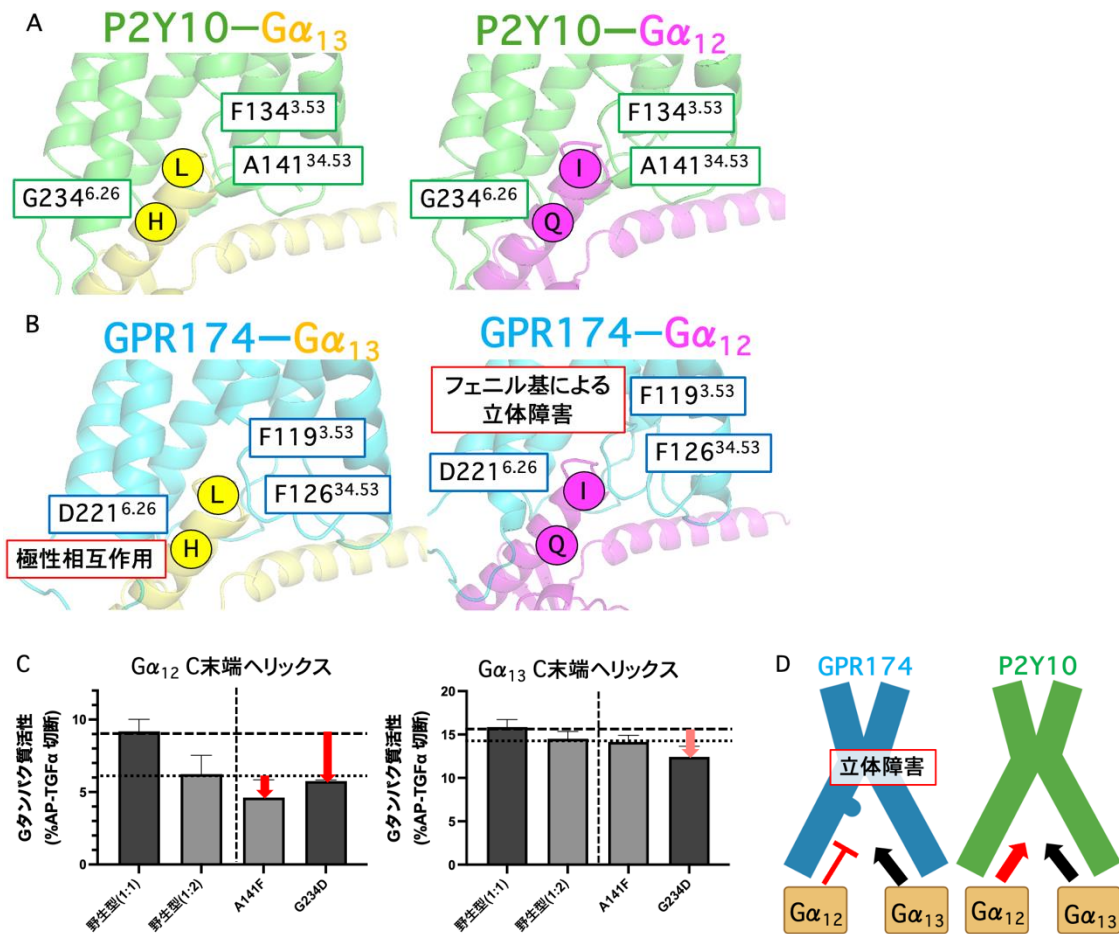 A
P2Y10−Gα₁₃
F134³·⁵³
A141³⁴·⁵³
G234⁶·²⁶
L
H
P2Y10−Gα₁₂
F134³·⁵³
A141³⁴·⁵³
G234⁶·²⁶
I
Q
B
GPR174−Gα₁₃
F119³·⁵³
F126³⁴·⁵³
D221⁶·²⁶
極性相互作用
L
H
GPR174−Gα₁₂
フェニル基による
立体障害
F119³·⁵³
F126³⁴·⁵³
D221⁶·²⁶
I
Q
C
Gα₁₂ C末端ヘリックス
Gタンパク質活性
(%AP-TGFα 切断)
10
5
0
野生型(1:1)
野生型(1:2)
A141F
G234D
Gα₁₃ C末端ヘリックス
Gタンパク質活性
(%AP-TGFα 切断)
20
15
10
5
0
野生型(1:1)
野生型(1:2)
A141F
G234D
D
GPR174
P2Y10
立体障害
Gα₁₂
Gα₁₃
Gα₁₂
Gα₁₃